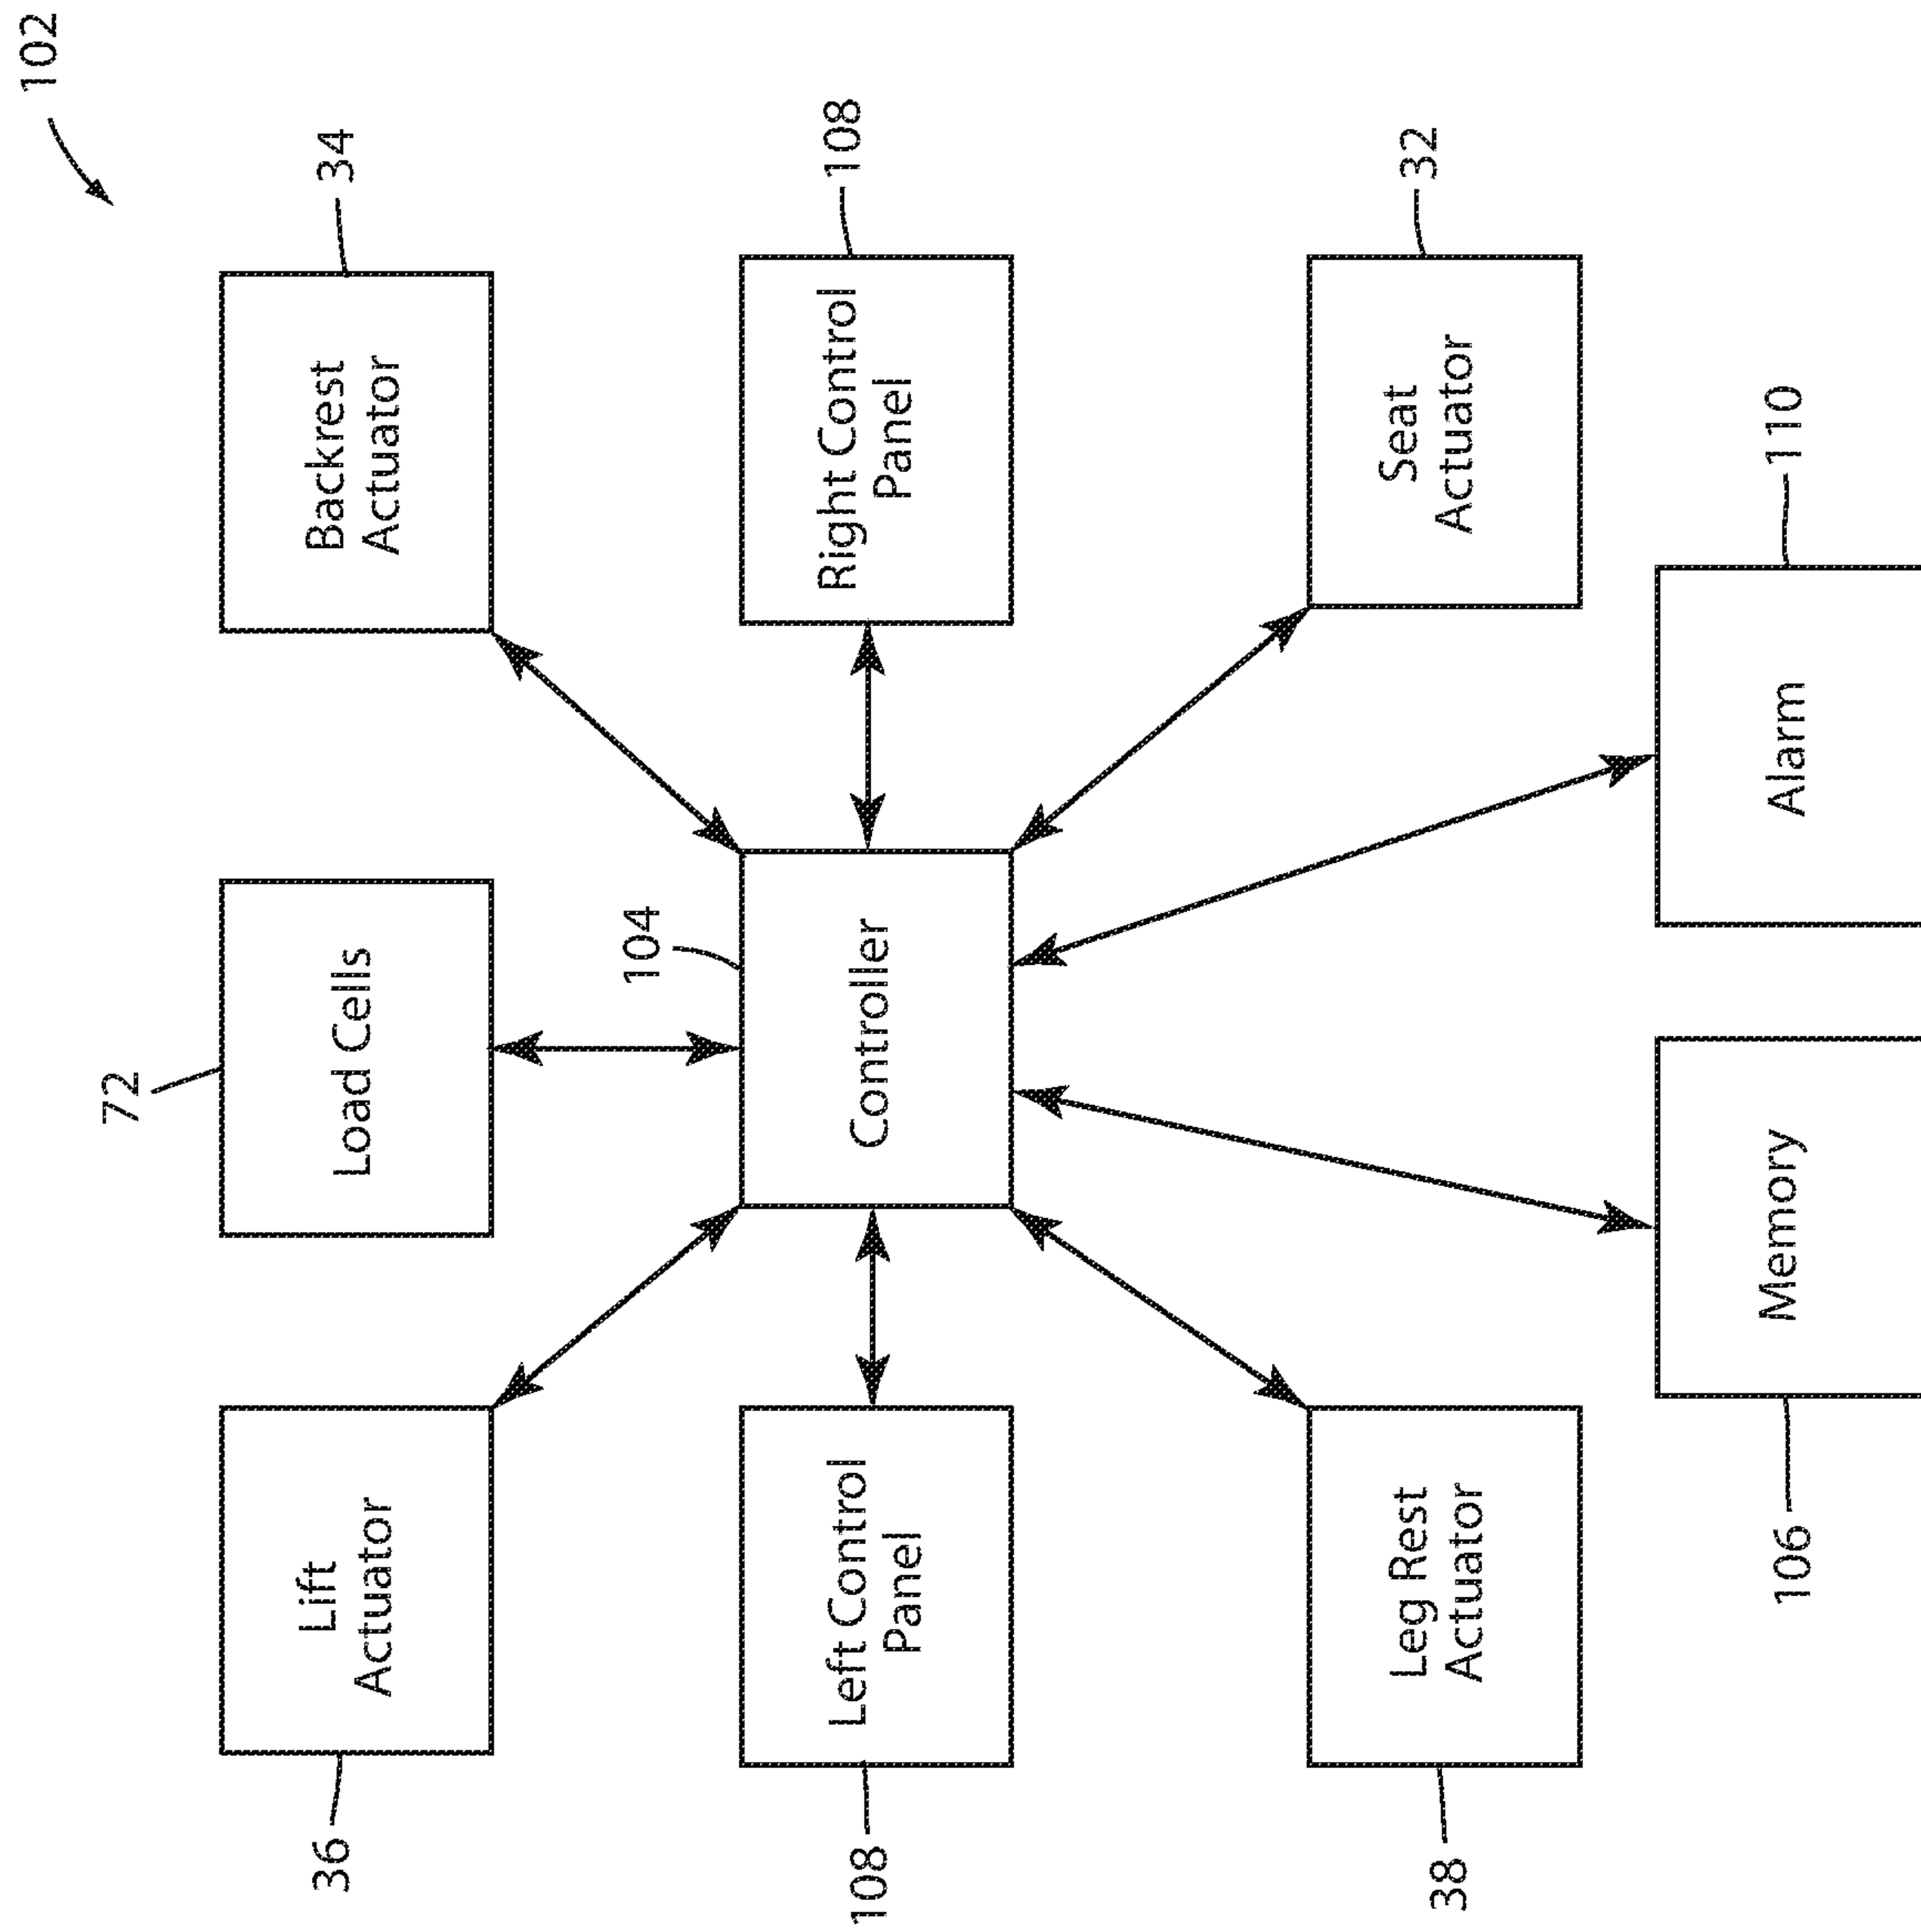 102
72
36
Lift
Actuator
Load Cells
Backrest
Actuator
34
104
108
Left Control
Panel
Controller
Right Control
Panel
108
38
Leg Rest
Actuator
Seat
Actuator
32
106
Memory
Alarm
110